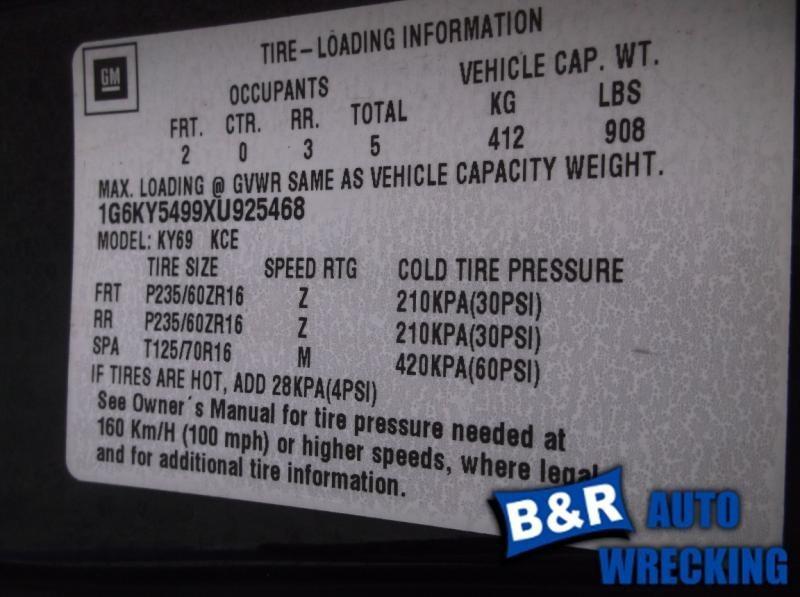 GM
TIRE-LOADING INFORMATION
OCCUPANTS VEHICLE CAP. WT.
FRT. CTR. RR. TOTAL KG LBS
2 0 3 5 412 908
MAX. LOADING @ GVWR SAME AS VEHICLE CAPACITY WEIGHT.
1G6KY5499XU925468
MODEL: KY69 KCE
TIRE SIZE SPEED RTG COLD TIRE PRESSURE
FRT P235/60ZR16 Z 210KPA(30PSI)
RR P235/60ZR16 Z 210KPA(30PSI)
SPA T125/70R16 M 420KPA(60PSI)
IF TIRES ARE HOT, ADD 28KPA(4PSI)
See Owner's Manual for tire pressure needed at
160 Km/H (100 mph) or higher speeds, where legal
and for additional tire information.
B&R AUTO
WRECKING